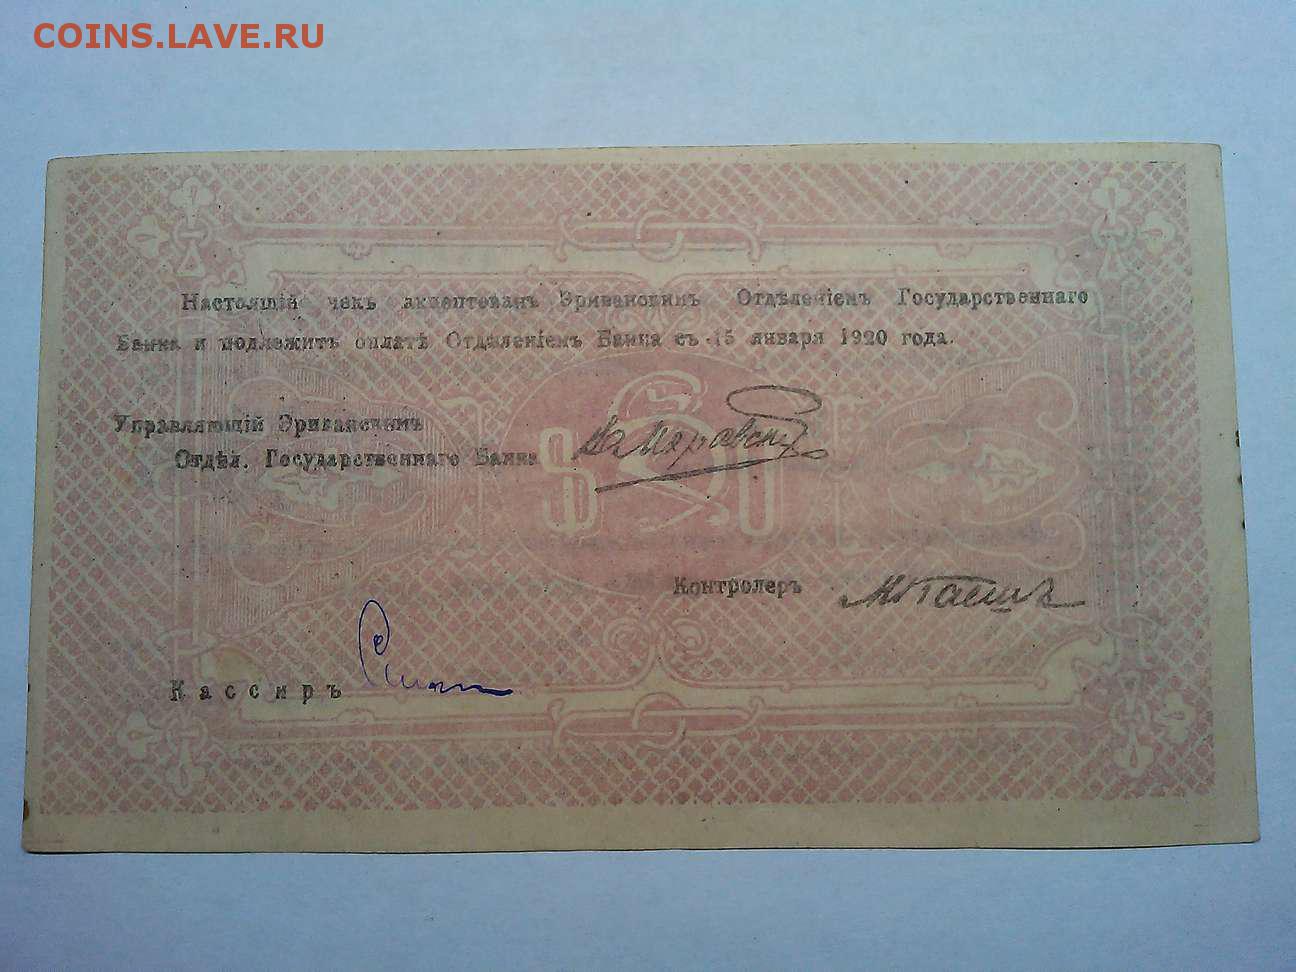 COINS.LAVE.RU
Настоящій чекъ акцептованъ Эриванскимъ Отдѣленіемъ Государственнаго
Банка и подлежитъ оплатѣ Отдѣленіемъ Банка съ 15 января 1920 года.
Управляющій Эриванскимъ
Отдѣл. Государственнаго Банка
Контролеръ
Кассиръ